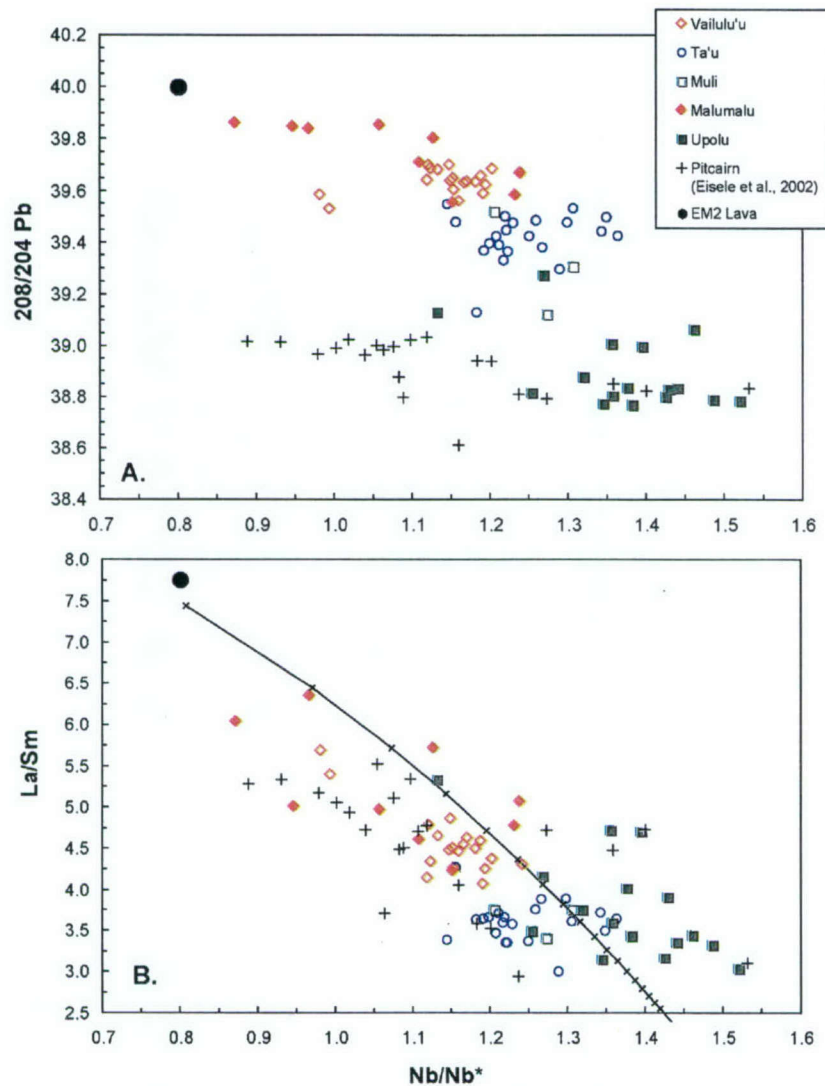 Vailulu'u
Ta'u
Muli
Malumalu
Upolu
Pitcairn
(Eisele et al., 2002)
EM2 Lava
208/204 Pb
40.2
40.0
39.8
39.6
39.4
39.2
39.0
38.8
38.6
38.4
A.
0.7 0.8 0.9 1.0 1.1 1.2 1.3 1.4 1.5 1.6
La/Sm
8.0
7.5
7.0
6.5
6.0
5.5
5.0
4.5
4.0
3.5
3.0
2.5
B.
0.7 0.8 0.9 1.0 1.1 1.2 1.3 1.4 1.5 1.6
Nb/Nb*